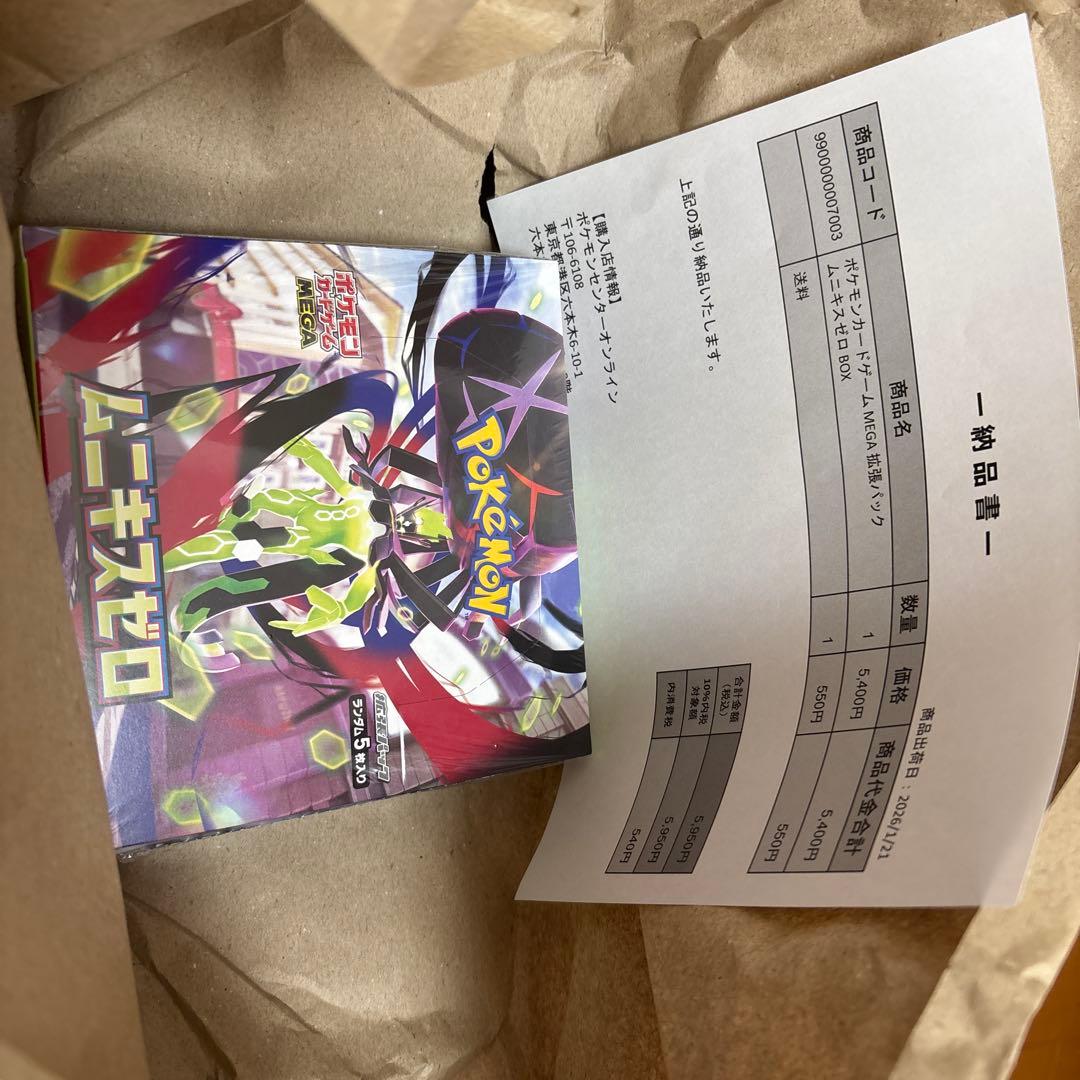 ー 納 品 書 ー
商品出荷日：2026/1/21
商品コード 商品名 数量 価格 商品代金合計
9900000007003 ポケモンカードゲーム MEGA 拡張パック
ムニキスゼロ BOX 1 5,400円 5,400円
送料 1 550円 550円
合計金額
（税込） 5,950円
10%内税
対象額 5,950円
内消費税 540円
上記の通り納品いたします。
【購入店情報】
ポケモンセンターオンライン
〒106-6108
東京都港区六本木6-10-1
六本
POKÉMON
ポケモン
カードゲーム
MEGA
拡張パック
ランダム5枚入り
ムニキスゼロ